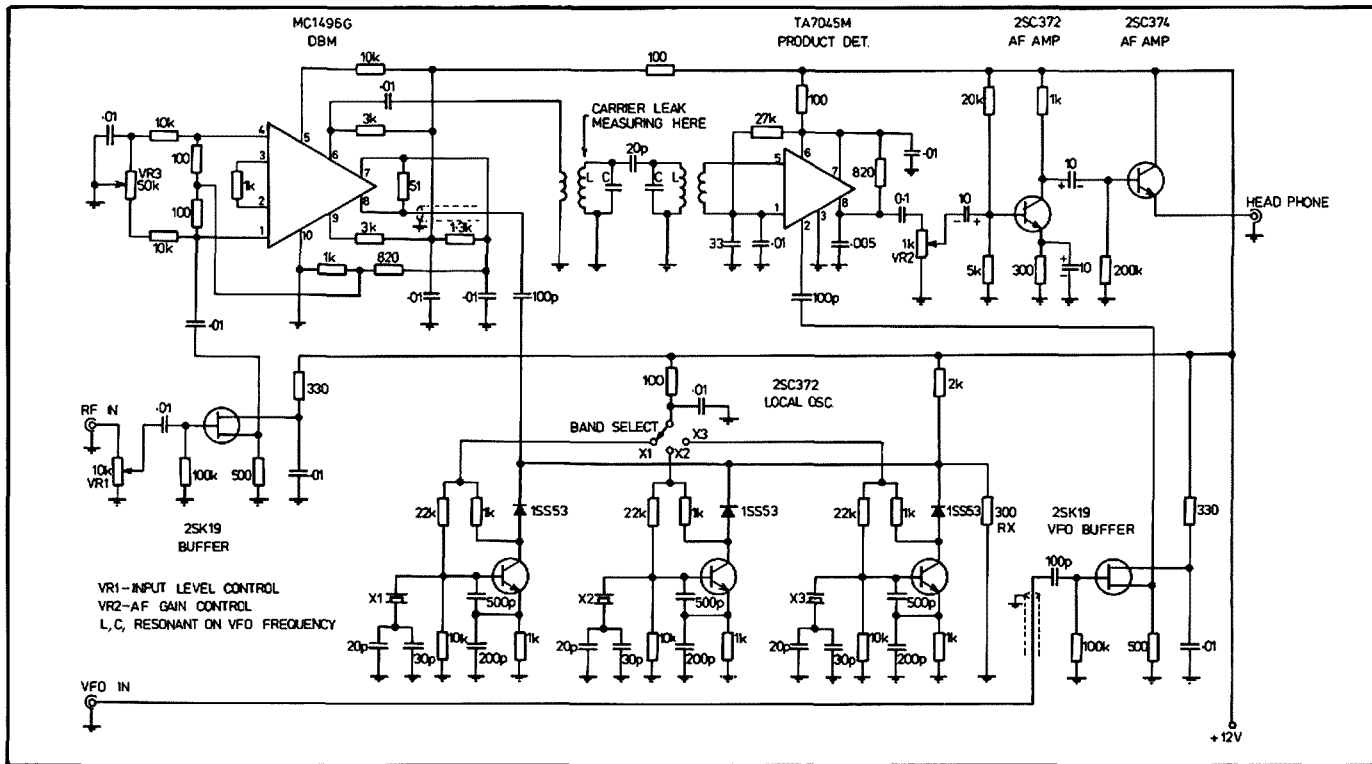 MC1496G
DBM
TA7045M
PRODUCT DET.
2SC372
AF AMP
2SC374
AF AMP
10k
100
·01
·01
10k
3k
100
1k
VR3
50k
100
10k
4
3
2
1
5
6
7
8
9
10
51
3k
1·3k
1k
820
·01
·01
·01
100p
CARRIER LEAK
MEASURING HERE
20p
L
C
C
L
100
27k
5
1
6
7
8
2
3
820
·01
0·1
33
·01
·005
1k
VR2
100p
20k
1k
10
+
-
10
+
-
5k
300
+
-
10
200k
HEAD PHONE
330
RF IN
·01
10k
VR1
100k
500
·01
2SK19
BUFFER
100
·01
2SC372
LOCAL OSC.
2k
BAND SELECT
X1
X2
X3
22k
1k
1SS53
22k
1k
1SS53
22k
1k
1SS53
300
RX
2SK19
VFO BUFFER
330
100p
X1
500p
X2
500p
X3
500p
20p
30p
10k
200p
1k
20p
30p
10k
200p
1k
20p
30p
10k
200p
1k
100k
500
·01
VR1-INPUT LEVEL CONTROL
VR2-AF GAIN CONTROL
L,C, RESONANT ON VFO FREQUENCY
VFO IN
+12V